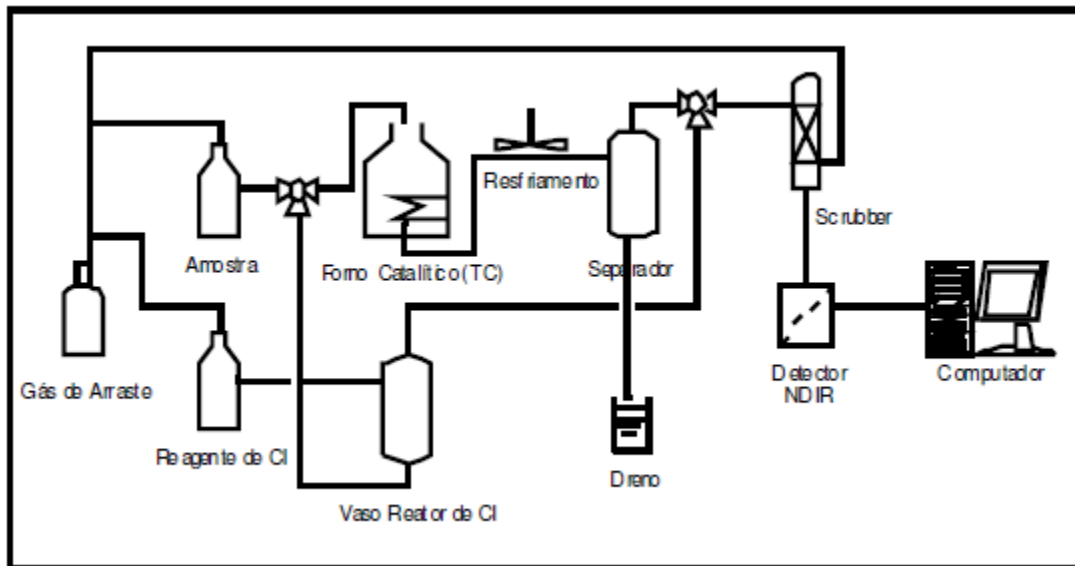 Resfriamento
Scrubber
Amostra
Forno Catalítico (TC)
Separador
Gás de Arraste
Detector
NDIR
Computador
Reagente de CI
Dreno
Vaso Reator de CI